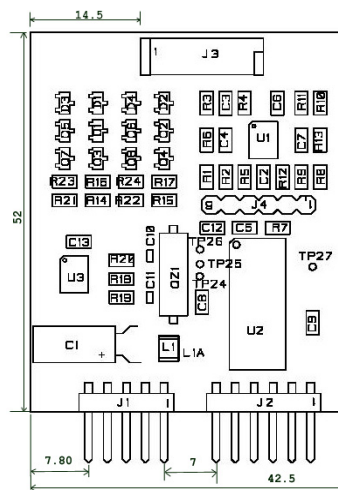 14.5
1 J3
R3 C3 R4 C6 R11 R10
R6 C4 U1 C7 R13
R23 R16 R24 R17
R1 R2 R5 C2 R12 R9 R8
R21 R14 R22 R15
J4 1
C12 C5 R7
52
C13
C10
TP26
R20
TP25
TP27
U3
R18
C11
QZ1
TP24
R19
C8
U2
C9
C1 +
L1
L1A
J1 1
J2 1
7.80
7
42.5